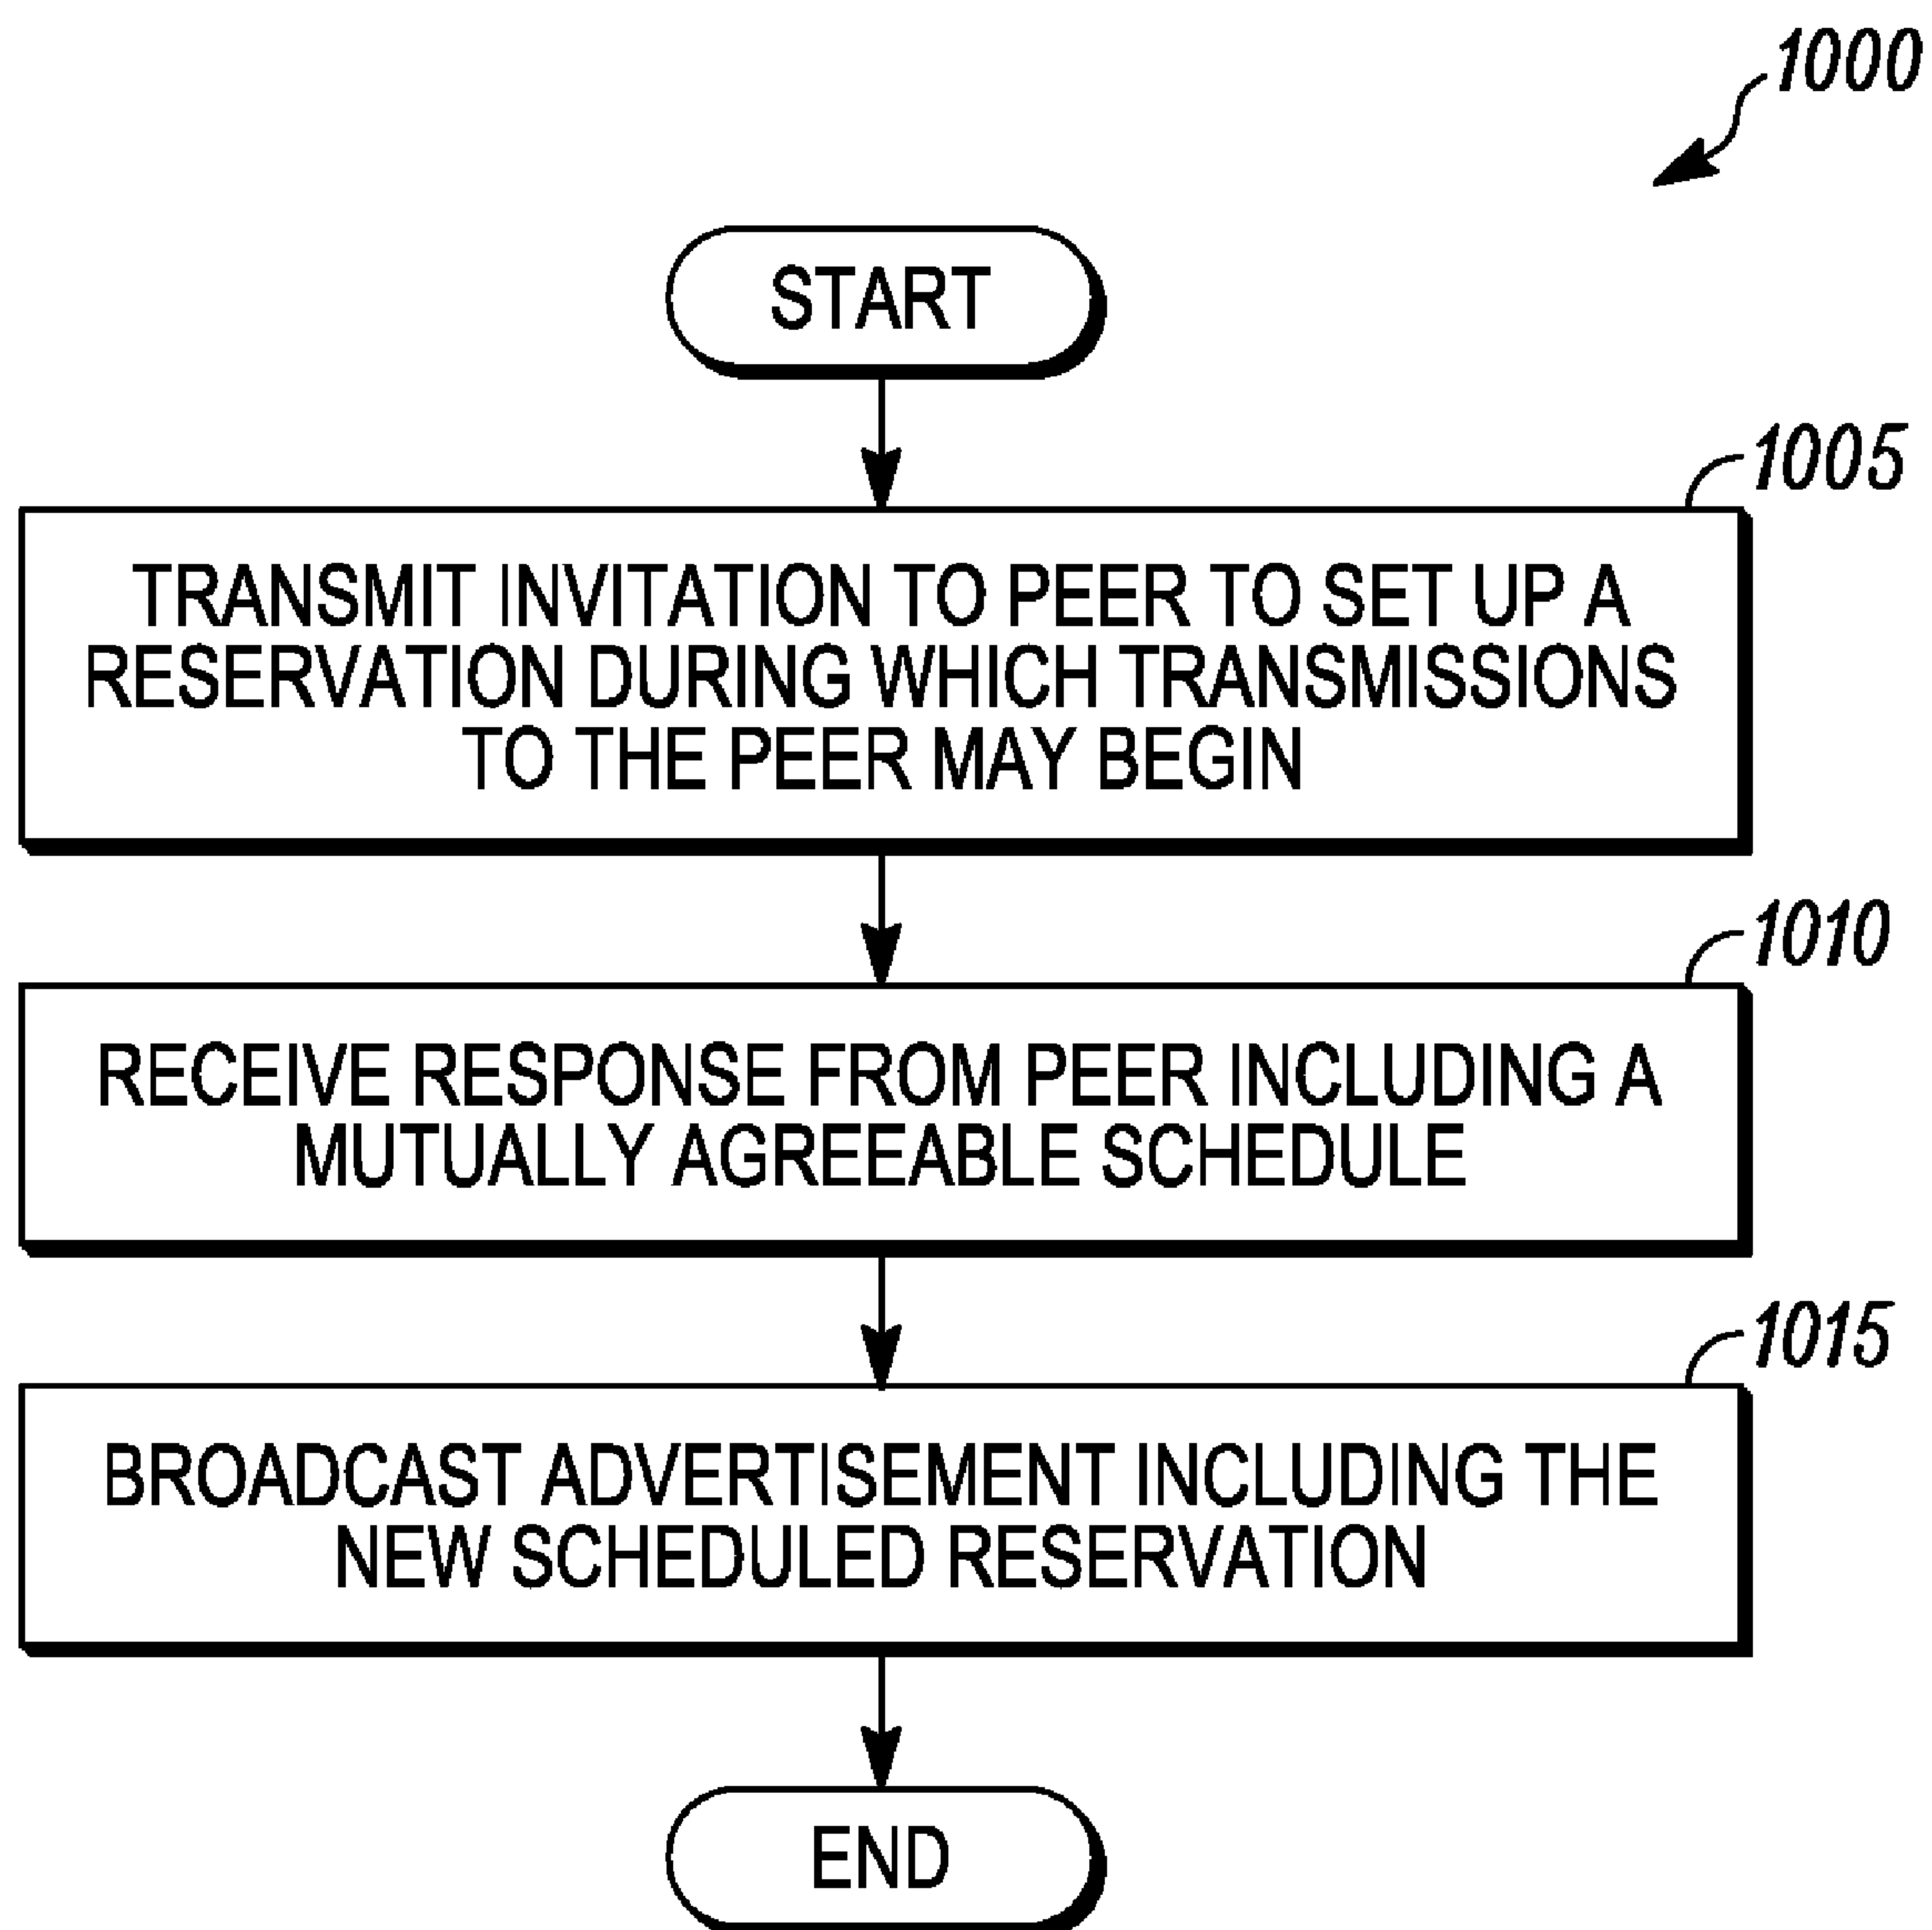 1000
START
1005
TRANSMIT INVITATION TO PEER TO SET UP A
RESERVATION DURING WHICH TRANSMISSIONS
TO THE PEER MAY BEGIN
1010
RECEIVE RESPONSE FROM PEER INCLUDING A
MUTUALLY AGREEABLE SCHEDULE
1015
BROADCAST ADVERTISEMENT INCLUDING THE
NEW SCHEDULED RESERVATION
END